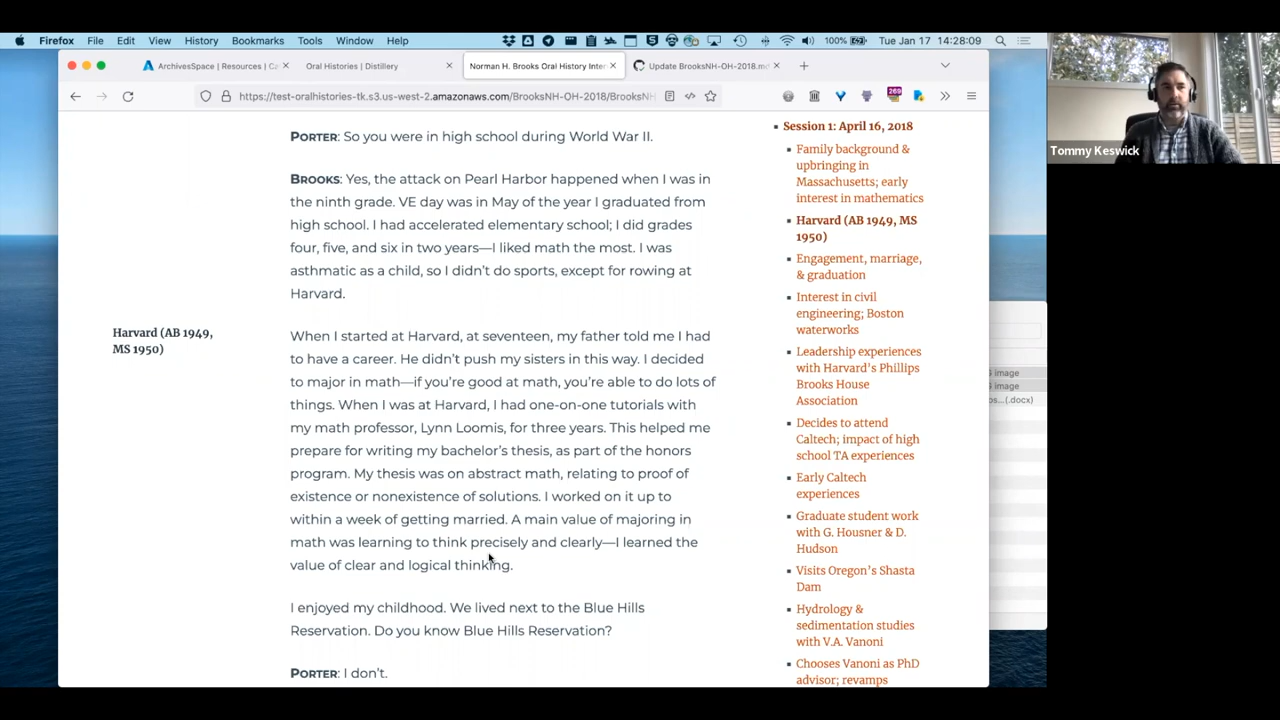 Firefox File Edit View History Bookmarks Tools Window Help 100% Tue Jan 17 14:28:09
ArchivesSpace | Resources | Ca
Oral Histories | Distillery
Norman H. Brooks Oral History Inter
Update BrooksNH-OH-2018.md
https://test-oralhistories-tk.s3.us-west-2.amazonaws.com/BrooksNH-OH-2018/BrooksNH
269
PORTER: So you were in high school during World War II.
BROOKS: Yes, the attack on Pearl Harbor happened when I was in
the ninth grade. VE day was in May of the year I graduated from
high school. I had accelerated elementary school; I did grades
four, five, and six in two years—I liked math the most. I was
asthmatic as a child, so I didn't do sports, except for rowing at
Harvard.
Harvard (AB 1949,
MS 1950)
When I started at Harvard, at seventeen, my father told me I had
to have a career. He didn't push my sisters in this way. I decided
to major in math—if you're good at math, you're able to do lots of
things. When I was at Harvard, I had one-on-one tutorials with
my math professor, Lynn Loomis, for three years. This helped me
prepare for writing my bachelor's thesis, as part of the honors
program. My thesis was on abstract math, relating to proof of
existence or nonexistence of solutions. I worked on it up to
within a week of getting married. A main value of majoring in
math was learning to think precisely and clearly—I learned the
value of clear and logical thinking.
I enjoyed my childhood. We lived next to the Blue Hills
Reservation. Do you know Blue Hills Reservation?
PORTER: I don't.
Session 1: April 16, 2018
Family background &
upbringing in
Massachusetts; early
interest in mathematics
Harvard (AB 1949, MS
1950)
Engagement, marriage,
& graduation
Interest in civil
engineering; Boston
waterworks
Leadership experiences
with Harvard's Phillips
Brooks House
Association
Decides to attend
Caltech; impact of high
school TA experiences
Early Caltech
experiences
Graduate student work
with G. Housner & D.
Hudson
Visits Oregon's Shasta
Dam
Hydrology &
sedimentation studies
with V.A. Vanoni
Chooses Vanoni as PhD
advisor; revamps
image
image
(.docx)
Tommy Keswick